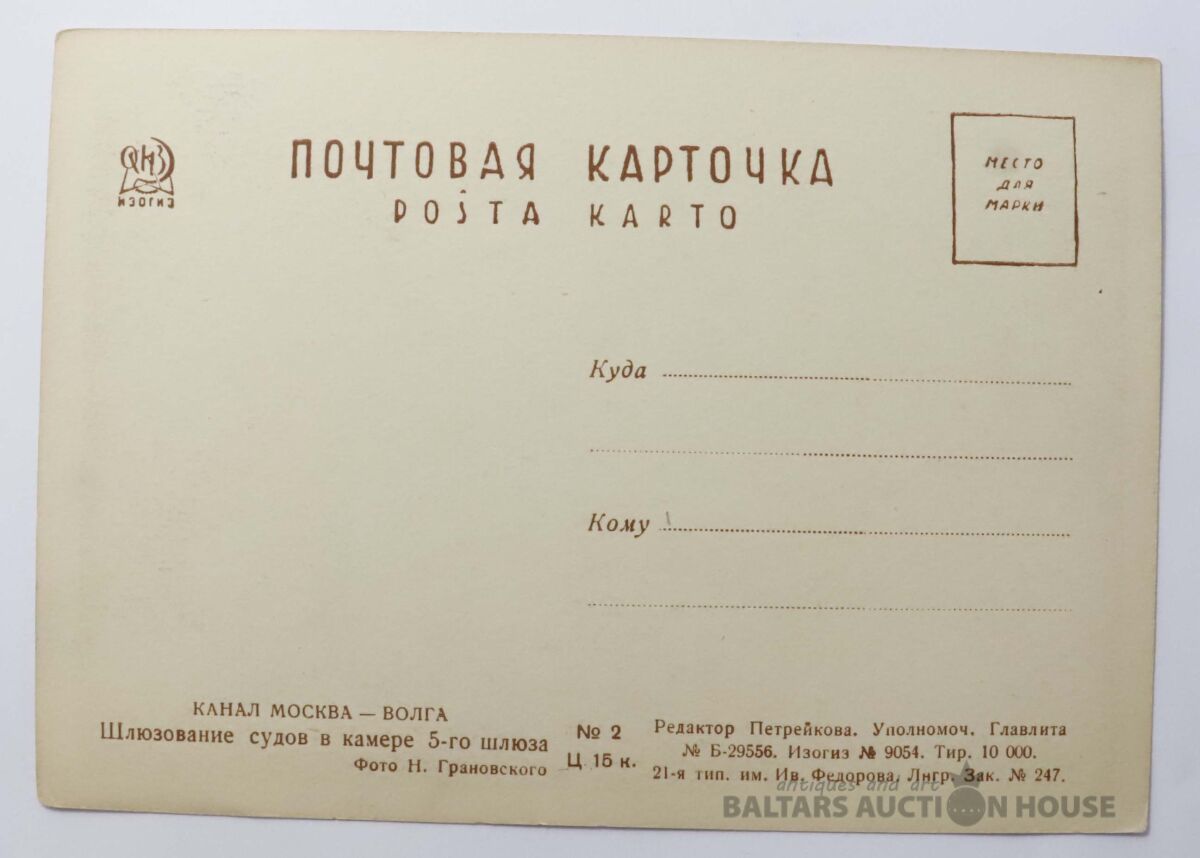 ОГИЗ
ИЗОГИЗ
ПОЧТОВАЯ КАРТОЧКА
POŜTA KARTO
МЕСТО
ДЛЯ
МАРКИ
Куда
Кому
КАНАЛ МОСКВА — ВОЛГА
Шлюзование судов в камере 5-го шлюза
Фото Н. Грановского
№ 2
Ц 15 к.
Редактор Петрейкова. Уполномоч. Главлита
№ Б-29556. Изогиз № 9054. Тир. 10 000.
21-я тип. им. Ив. Федорова. Лнгр. Зак. № 247.
antiques and art
BALTARS AUCTION HOUSE